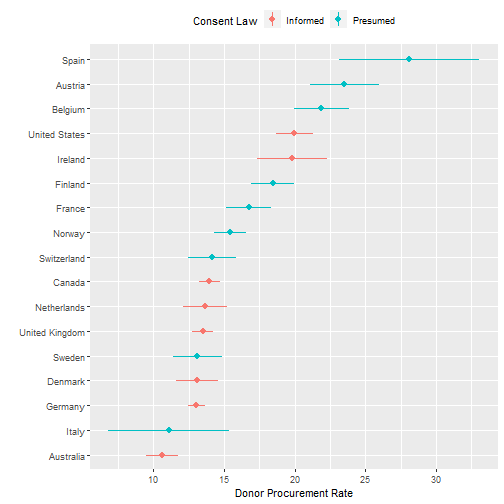 Consent Law Informed Presumed
Spain
Austria
Belgium
United States
Ireland
Finland
France
Norway
Switzerland
Canada
Netherlands
United Kingdom
Sweden
Denmark
Germany
Italy
Australia
10 15 20 25 30
Donor Procurement Rate